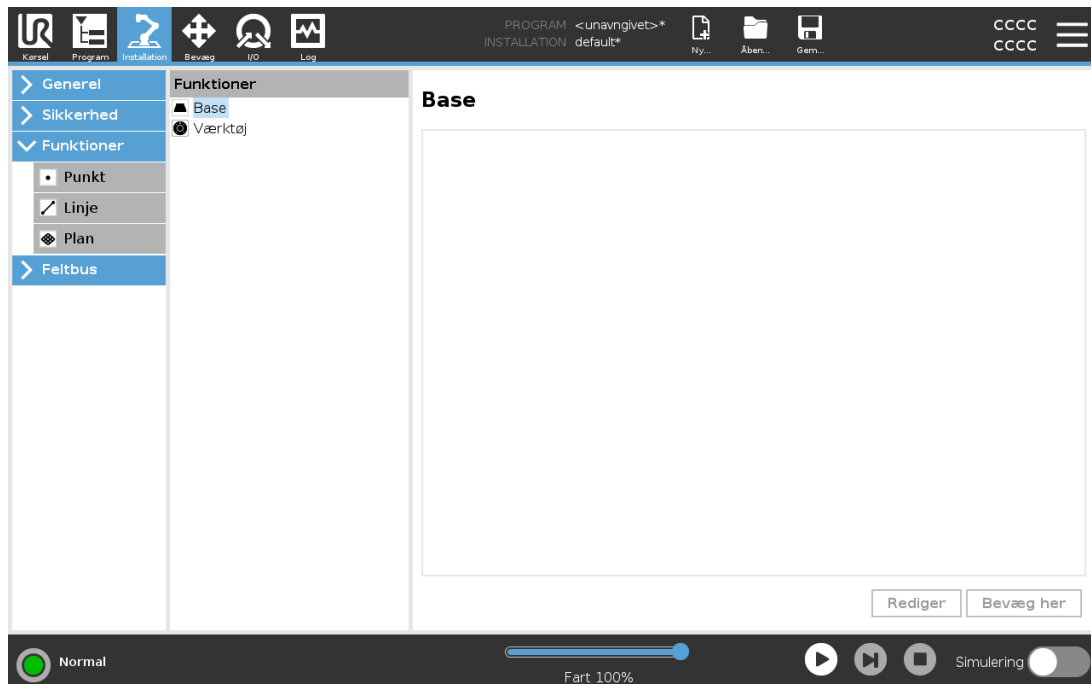 PROGRAM <unavngivet>*
INSTALLATION default*
CCCC
CCCC
Kørsel Program Installation Bevæg I/O Log Ny... Åben... Gem...
Generel
Sikkerhed
Funktioner
Punkt
Linje
Plan
Feltbus
Funktioner
Base
Værktøj
Base
Rediger Bevæg her
Normal
Fart 100%
Simulering